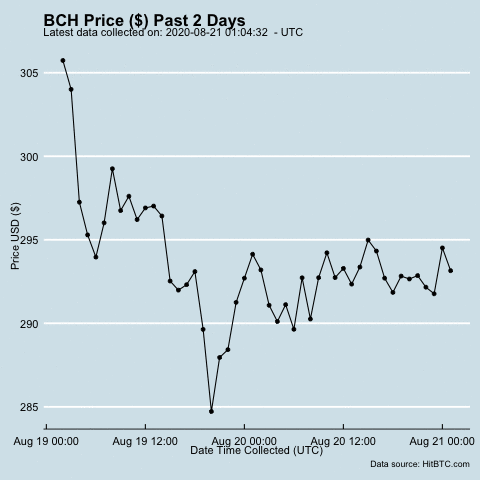 BCH Price ($) Past 2 Days
Latest data collected on: 2020-08-21 01:04:32 - UTC
Price USD ($)
305
300
295
290
285
Aug 19 00:00 Aug 19 12:00 Aug 20 00:00 Aug 20 12:00 Aug 21 00:00
Date Time Collected (UTC)
Data source: HitBTC.com